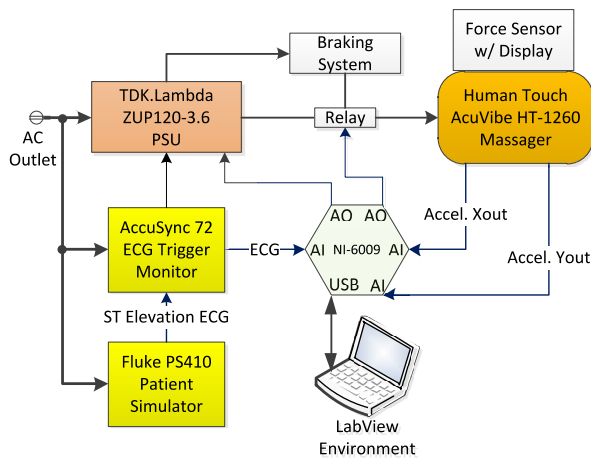 Braking
System
Force Sensor
w/ Display
TDK.Lambda
ZUP120-3.6
PSU
Relay
Human Touch
AcuVibe HT-1260
Massager
AC
Outlet
AccuSync 72
ECG Trigger
Monitor
ECG
AO
AO
AI
NI-6009
AI
USB
AI
Accel. Xout
Accel. Yout
ST Elevation ECG
Fluke PS410
Patient
Simulator
LabView
Environment